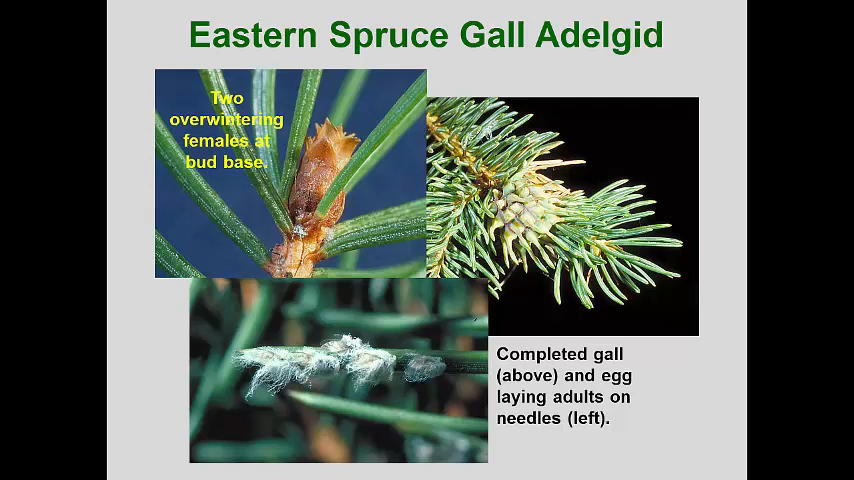 Eastern Spruce Gall Adelgid
Two
overwintering
females at
bud base.
Completed gall
(above) and egg
laying adults on
needles (left).